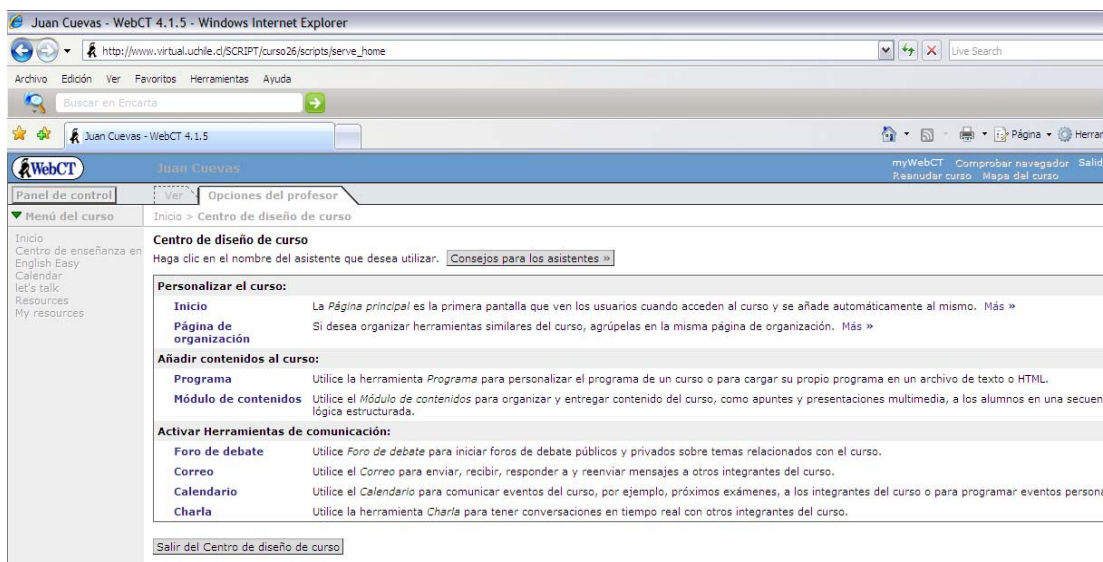 Juan Cuevas - WebCT 4.1.5 - Windows Internet Explorer
http://www.virtual.uchile.cl/SCRIPT/curso26/scripts/serve_home
Live Search
Archivo Edición Ver Favoritos Herramientas Ayuda
Buscar en Encarta
Juan Cuevas - WebCT 4.1.5
Página
WebCT
Juan Cuevas
myWebCT Comprobar navegador
Reanudar curso Mapa del curso
Panel de control
Ver Opciones del profesor
Menú del curso
Inicio > Centro de diseño de curso
Inicio
Centro de enseñanza en
English Easy
Calendar
let's talk
Resources
My resources
Centro de diseño de curso
Haga clic en el nombre del asistente que desea utilizar. Consejos para los asistentes »
Personalizar el curso:
Inicio La Página principal es la primera pantalla que ven los usuarios cuando acceden al curso y se añade automáticamente al mismo. Más »
Página de organización Si desea organizar herramientas similares del curso, agrúpelas en la misma página de organización. Más »
Añadir contenidos al curso:
Programa Utilice la herramienta Programa para personalizar el programa de un curso o para cargar su propio programa en un archivo de texto o HTML.
Módulo de contenidos Utilice el Módulo de contenidos para organizar y entregar contenido del curso, como apuntes y presentaciones multimedia, a los alumnos en una secuen
lógica estructurada.
Activar Herramientas de comunicación:
Foro de debate Utilice Foro de debate para iniciar foros de debate públicos y privados sobre temas relacionados con el curso.
Correo Utilice el Correo para enviar, recibir, responder a y reenviar mensajes a otros integrantes del curso.
Calendario Utilice el Calendario para comunicar eventos del curso, por ejemplo, próximos exámenes, a los integrantes del curso o para programar eventos persona
Charla Utilice la herramienta Charla para tener conversaciones en tiempo real con otros integrantes del curso.
Salir del Centro de diseño de curso